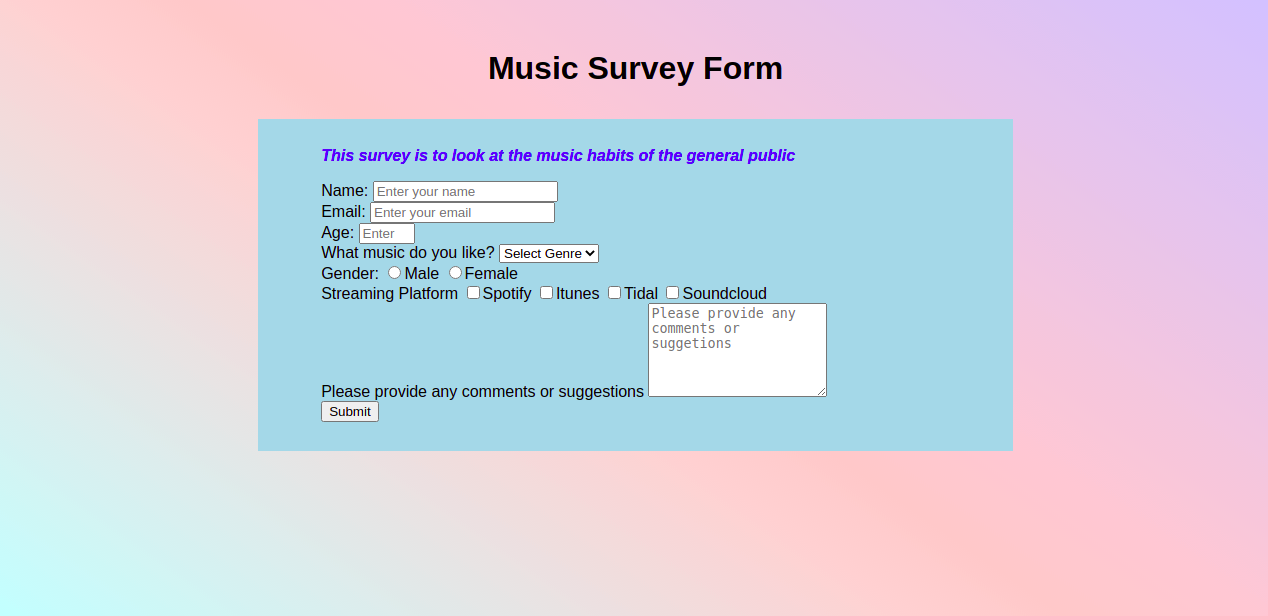 Music Survey Form
This survey is to look at the music habits of the general public
Name: Enter your name
Email: Enter your email
Age: Enter
What music do you like? Select Genre
Gender: Male Female
Streaming Platform Spotify Itunes Tidal Soundcloud
Please provide any
comments or
suggetions
Please provide any comments or suggestions
Submit